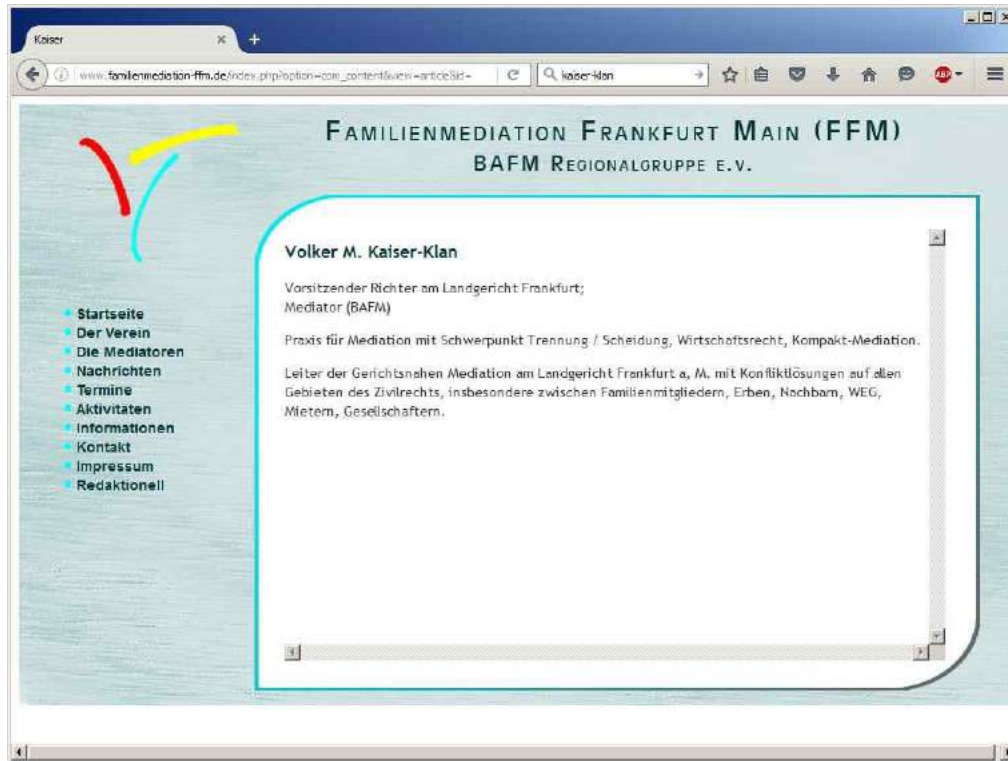 Kaiser
www.familienmediation-ffm.de/index.php?option=com_content&view=article&id=
kaiser-klan
ABP
FAMILIENMEDIATION FRANKFURT MAIN (FFM)
BAFM REGIONALGRUPPE E.V.
Startseite
Der Verein
Die Mediatoren
Nachrichten
Termine
Aktivitäten
Informationen
Kontakt
Impressum
Redaktionell
Volker M. Kaiser-Klan
Vorsitzender Richter am Landgericht Frankfurt;
Mediator (BAFM)
Praxis für Mediation mit Schwerpunkt Trennung / Scheidung, Wirtschaftsrecht, Kompakt-Mediation.
Leiter der Gerichtsnahen Mediation am Landgericht Frankfurt a, M. mit Konfliktlösungen auf allen
Gebieten des Zivilrechts, insbesondere zwischen Familienmitgliedern, Erben, Nachbarn, WEG,
Mietern, Gesellschaftern.